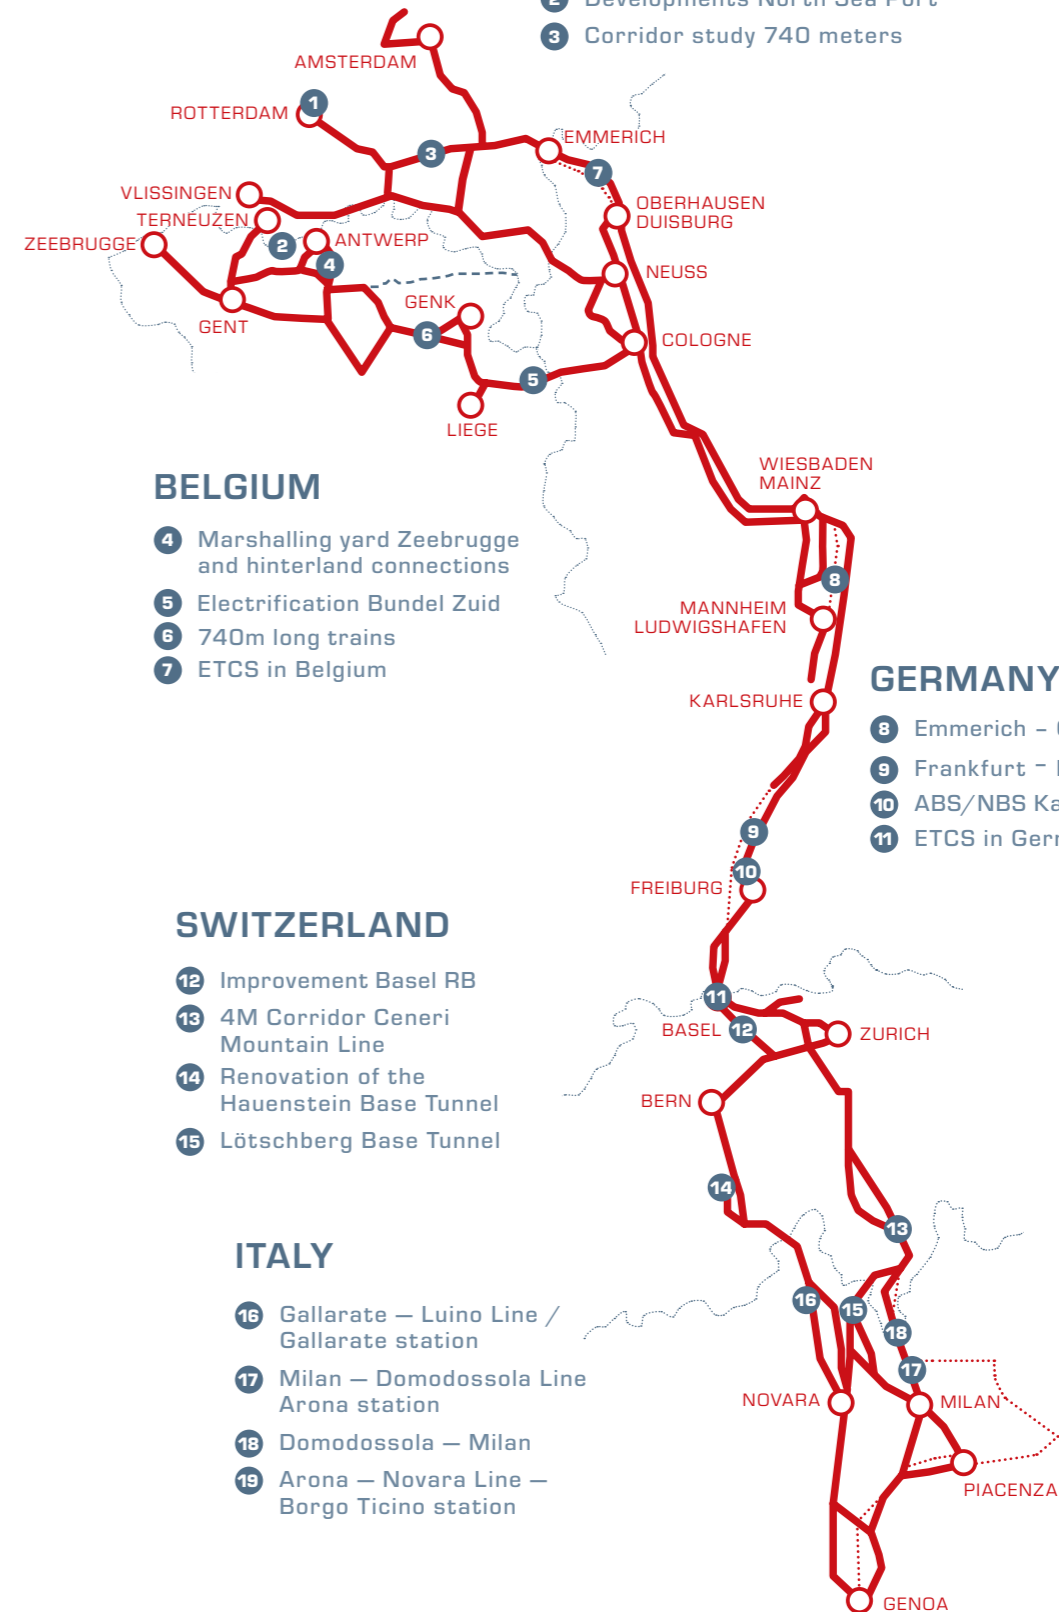 2 Developments North Sea Port
3 Corridor study 740 meters
AMSTERDAM
ROTTERDAM
1
3
EMMERICH
7
VLISSINGEN
TERNEUZEN
ZEEBRUGGE
2
ANTWERP
4
OBERHAUSEN
DUISBURG
NEUSS
GENK
GENT
6
COLOGNE
5
LIEGE
WIESBADEN
MAINZ
BELGIUM
4 Marshalling yard Zeebrugge
and hinterland connections
5 Electrification Bundel Zuid
6 740m long trains
7 ETCS in Belgium
8
MANNHEIM
LUDWIGSHAFEN
KARLSRUHE
GERMANY
8 Emmerich –
9 Frankfurt –
10 ABS/NBS Ka
11 ETCS in Ger
9
10
FREIBURG
SWITZERLAND
12 Improvement Basel RB
13 4M Corridor Ceneri
Mountain Line
14 Renovation of the
Hauenstein Base Tunnel
15 Lötschberg Base Tunnel
11
BASEL
12
ZURICH
BERN
14
13
ITALY
16 Gallarate — Luino Line /
Gallarate station
17 Milan — Domodossola Line
Arona station
18 Domodossola — Milan
19 Arona — Novara Line —
Borgo Ticino station
16
15
18
17
NOVARA
MILAN
PIACENZA
GENOA